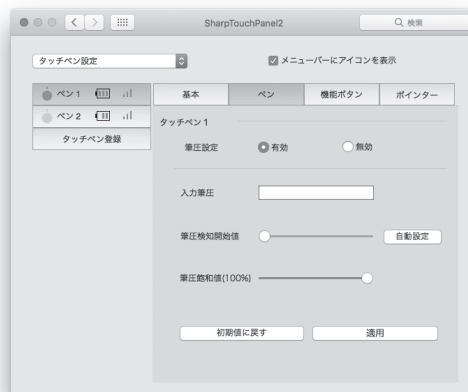 SharpTouchPanel2
検索
タッチペン設定
メニューバーにアイコンを表示
ペン 1
ペン 2
タッチペン登録
基本
ペン
機能ボタン
ポインター
タッチペン 1
筆圧設定
有効
無効
入力筆圧
筆圧検知開始値
自動設定
筆圧飽和値(100%)
初期値に戻す
適用